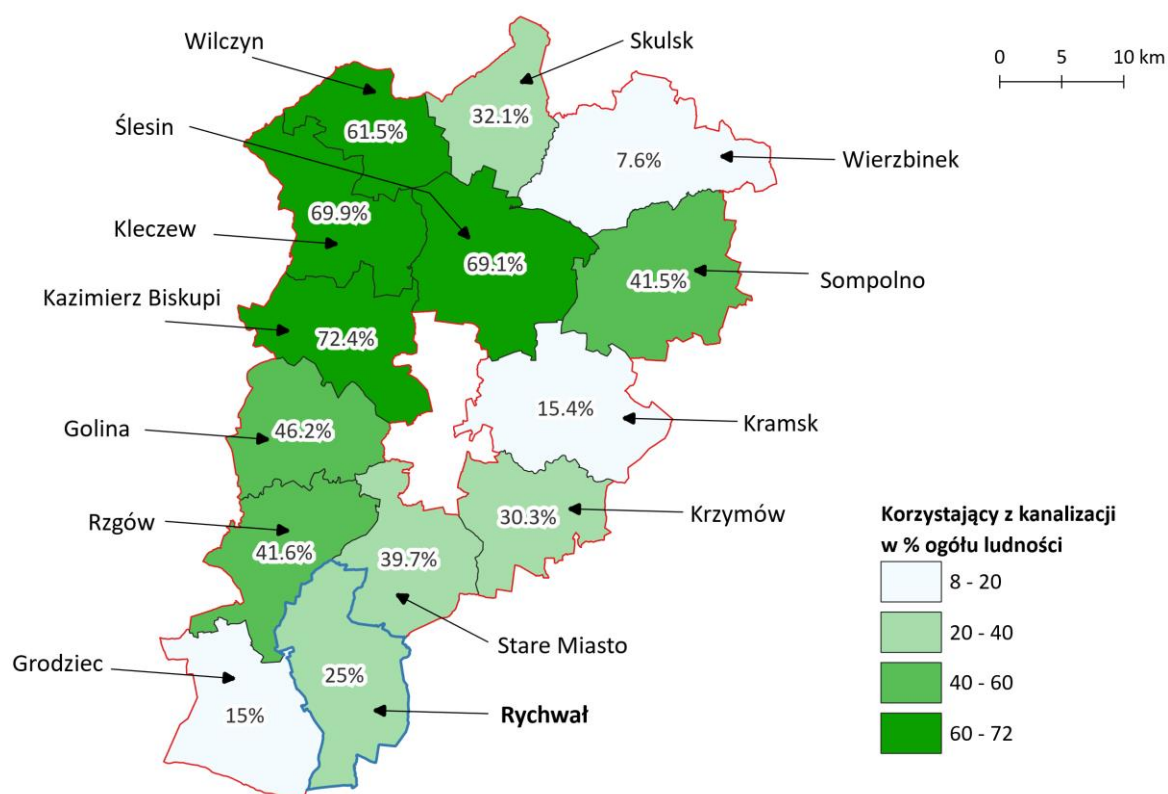 Wilczyn
Skulsk
0 5 10 km
Ślesin
61.5%
32.1%
7.6%
Wierzbinek
69.9%
Kleczew
69.1%
41.5%
Sompolno
Kazimierz Biskupi
72.4%
15.4%
Kramsk
Golina
46.2%
Rzgów
41.6%
39.7%
30.3%
Krzymów
Korzystający z kanalizacji
w % ogółu ludności
8 - 20
20 - 40
40 - 60
60 - 72
Stare Miasto
Grodziec
15%
25%
Rychwał